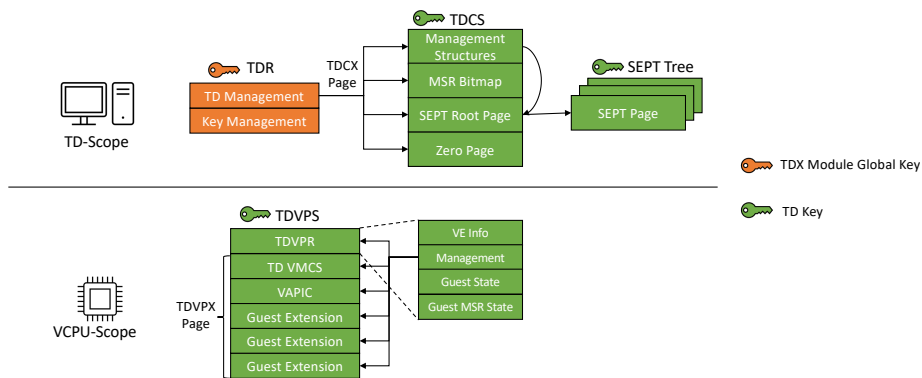 TDCS
TDR
TDCX
Page
Management
Structures
SEPT Tree
TD Management
MSR Bitmap
Key Management
SEPT Root Page
SEPT Page
TD-Scope
Zero Page
TDX Module Global Key
TD Key
TDVPS
TDVPR
VE Info
TD VMCS
Management
VAPIC
Guest State
TDVPX
Page
Guest Extension
Guest MSR State
VCPU-Scope
Guest Extension
Guest Extension